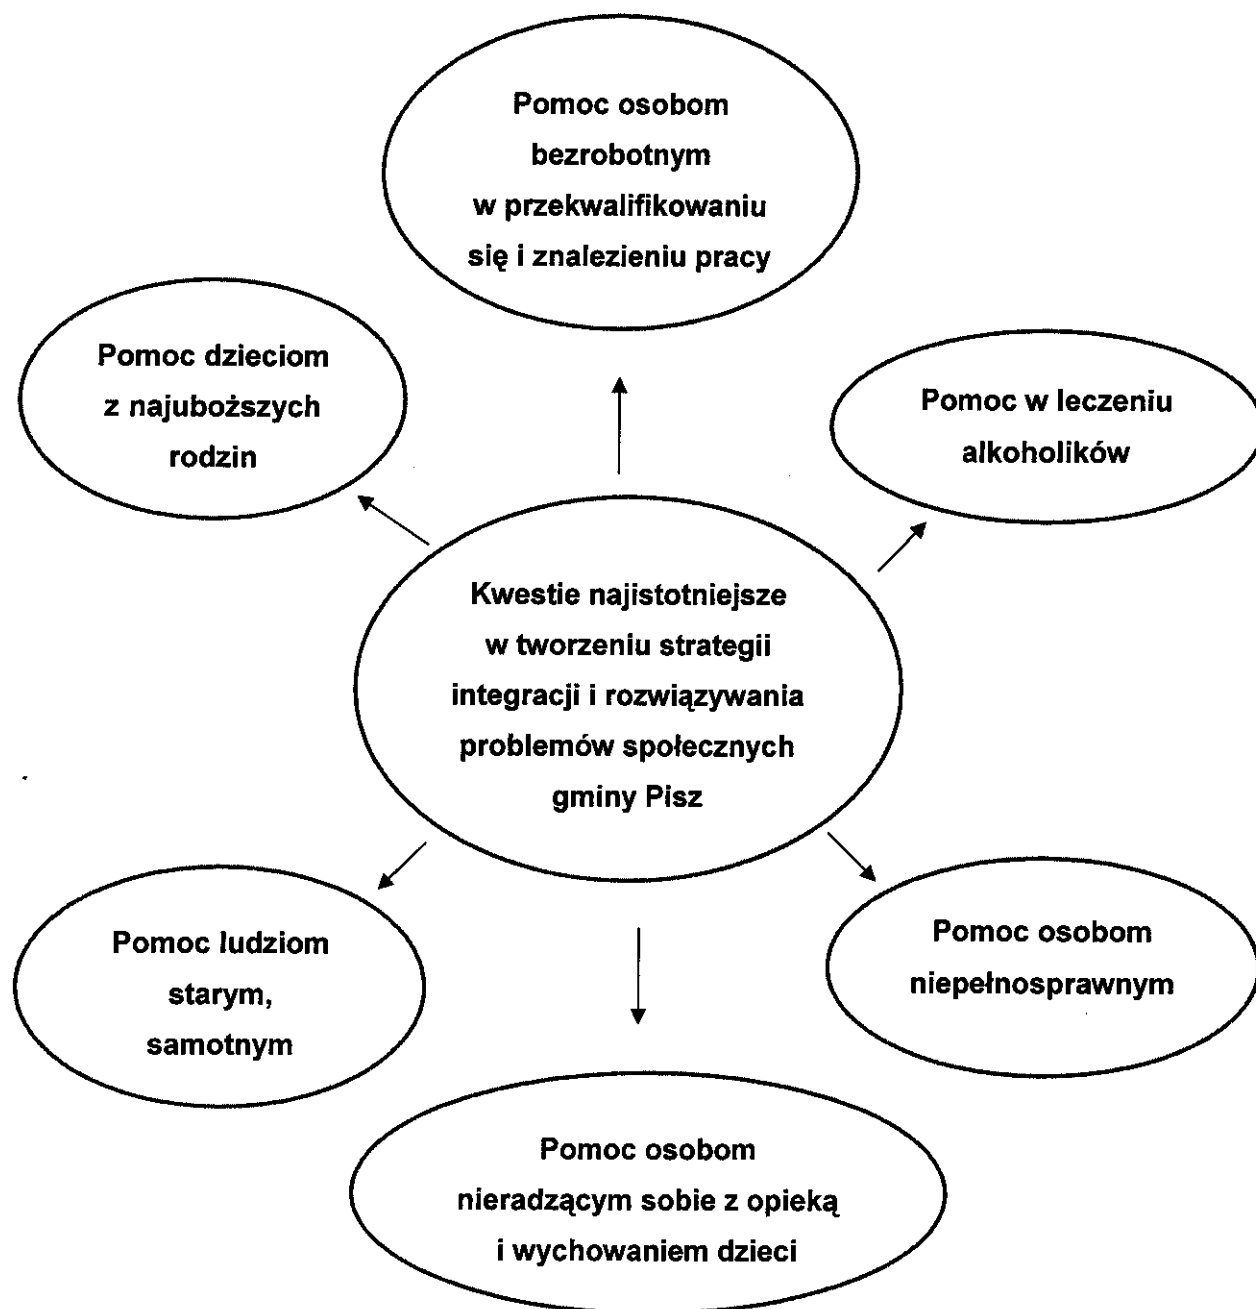 Pomoc osobom
bezrobotnym
w przekwalifikowaniu
się i znalezieniu pracy
Pomoc dzieciom
z najuboższych
rodzin
Pomoc w leczeniu
alkoholików
Kwestie najistotniejsze
w tworzeniu strategii
integracji i rozwiązywania
problemów społecznych
gminy Pisz
Pomoc ludziom
starym,
samotnym
Pomoc osobom
niepełnosprawnym
Pomoc osobom
nieradzącym sobie z opieką
i wychowaniem dzieci